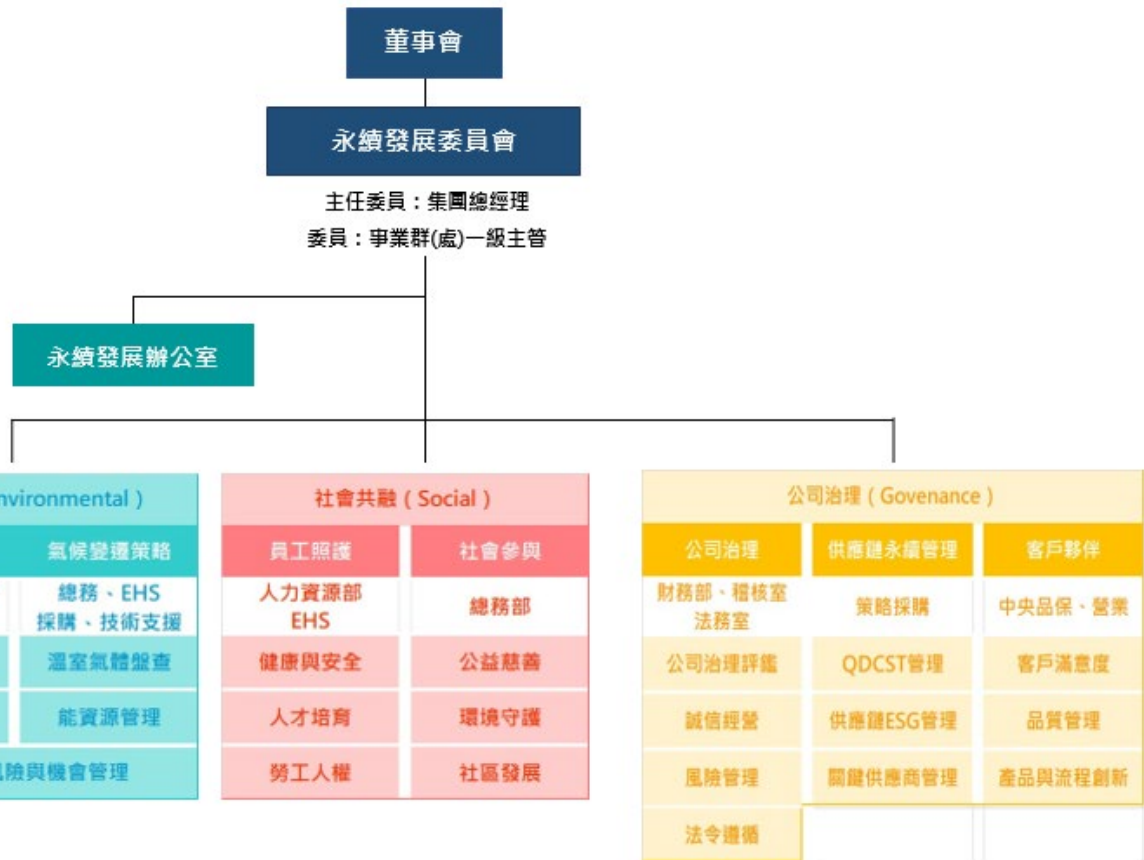 董事會
永續發展委員會
主任委員：集團總經理
委員：事業群(處)一級主管
永續發展辦公室
nvironmental）
氣候變遷策略
總務、EHS
採購、技術支援
溫室氣體盤查
能資源管理
險與機會管理
社會共融（Social）
員工照護
社會參與
人力資源部
EHS
總務部
健康與安全
公益慈善
人才培育
環境守護
勞工人權
社區發展
公司治理（Govenance）
公司治理
供應鏈永續管理
客戶夥伴
財務部、稽核室
法務室
策略採購
中央品保、營業
公司治理評鑑
QDCST管理
客戶滿意度
誠信經營
供應鏈ESG管理
品質管理
風險管理
關鍵供應商管理
產品與流程創新
法令遵循